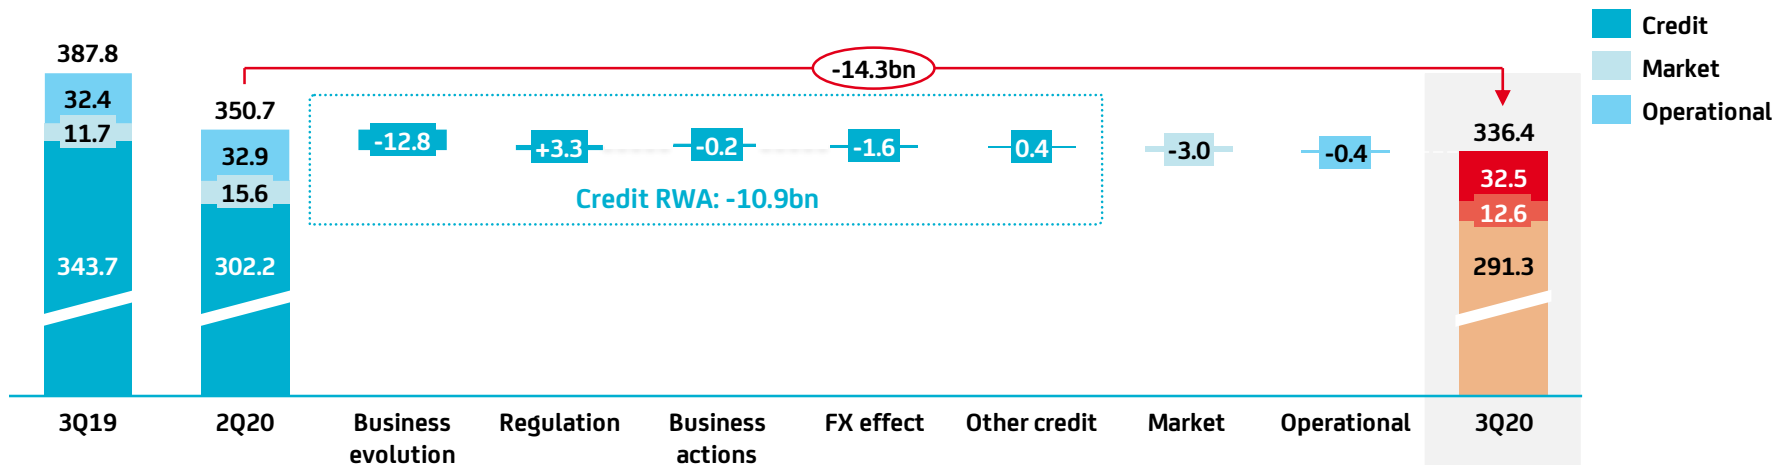 Credit
Market
Operational
387.8
32.4
11.7
343.7
350.7
32.9
15.6
302.2
-14.3bn
-12.8
+3.3
-0.2
-1.6
0.4
Credit RWA: -10.9bn
-3.0
-0.4
336.4
32.5
12.6
291.3
3Q19
2Q20
Business
evolution
Regulation
Business
actions
FX effect
Other credit
Market
Operational
3Q20